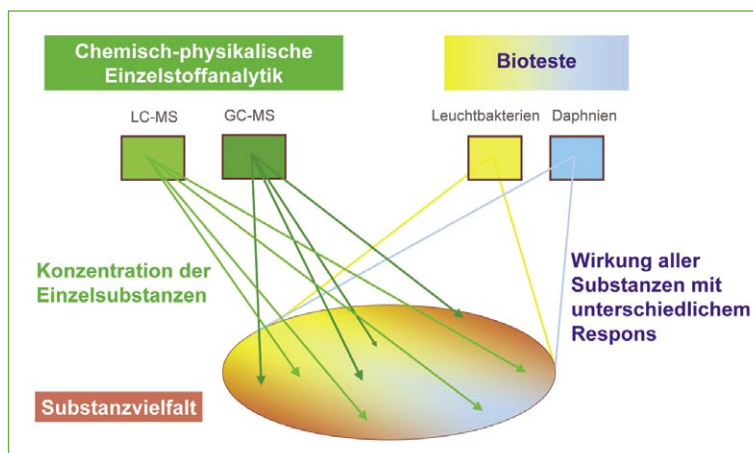 Chemisch-physikalische
Einzelstoffanalytik
Bioteste
LC-MS
GC-MS
Leuchtbakterien
Daphnien
Konzentration der
Einzelsubstanzen
Wirkung aller
Substanzen mit
unterschiedlichem
Respons
Substanzvielfalt